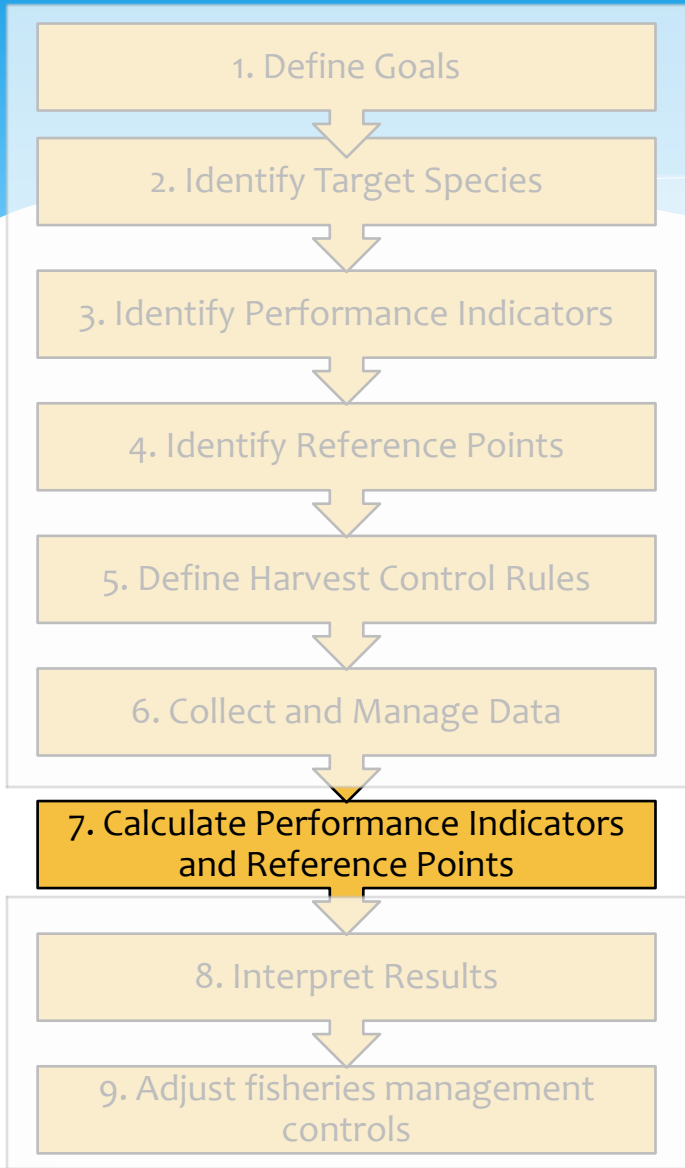 1. Define Goals
2. Identify Target Species
3. Identify Performance Indicators
4. Identify Reference Points
5. Define Harvest Control Rules
6. Collect and Manage Data
7. Calculate Performance Indicators
and Reference Points
8. Interpret Results
9. Adjust fisheries management
controls